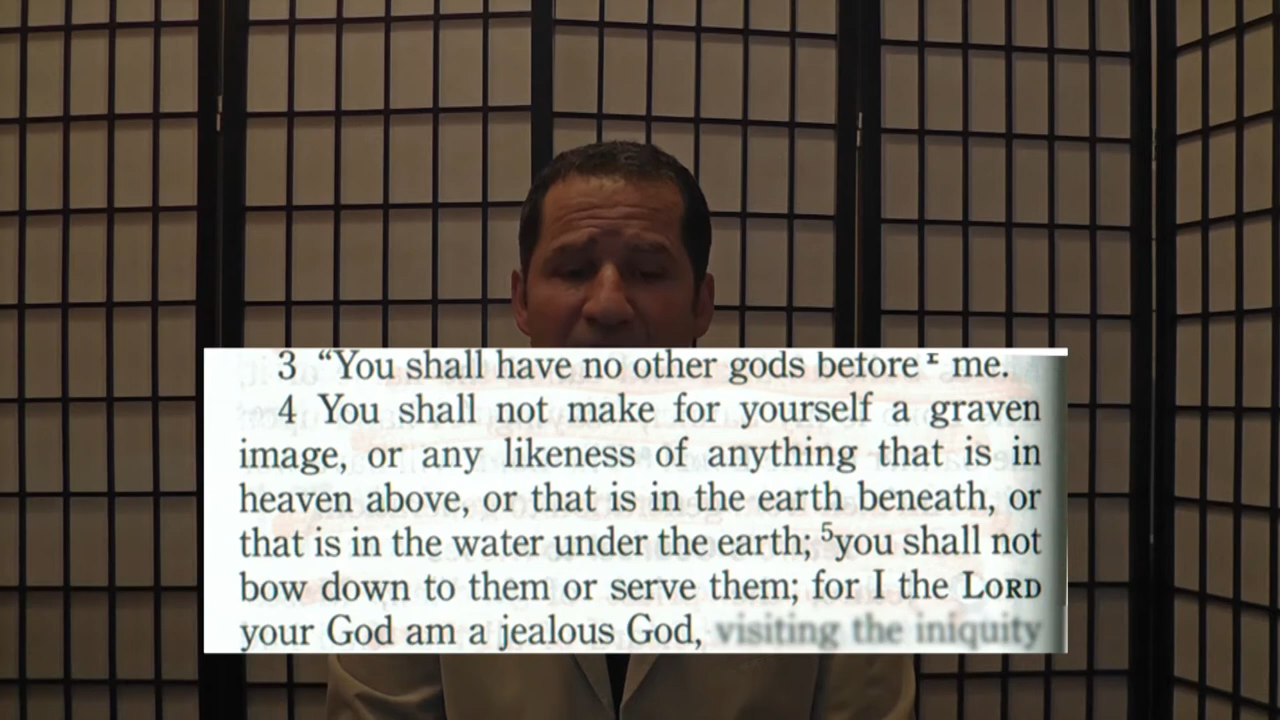 3 “You shall have no other gods before ᴵ me.
4 You shall not make for yourself a graven
image, or any likeness of anything that is in
heaven above, or that is in the earth beneath, or
that is in the water under the earth; ⁵you shall not
bow down to them or serve them; for I the LORD
your God am a jealous God, visiting the iniquity